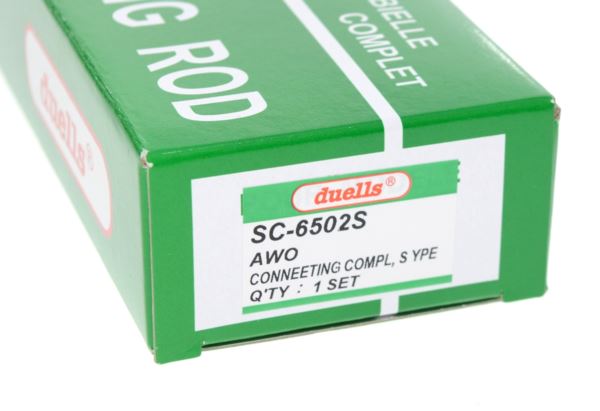 NG ROD
BIELLE
COMPLET
duells
duells®
SC-6502S
AWO
CONNEETING COMPL, S YPE
Q'TY : 1 SET